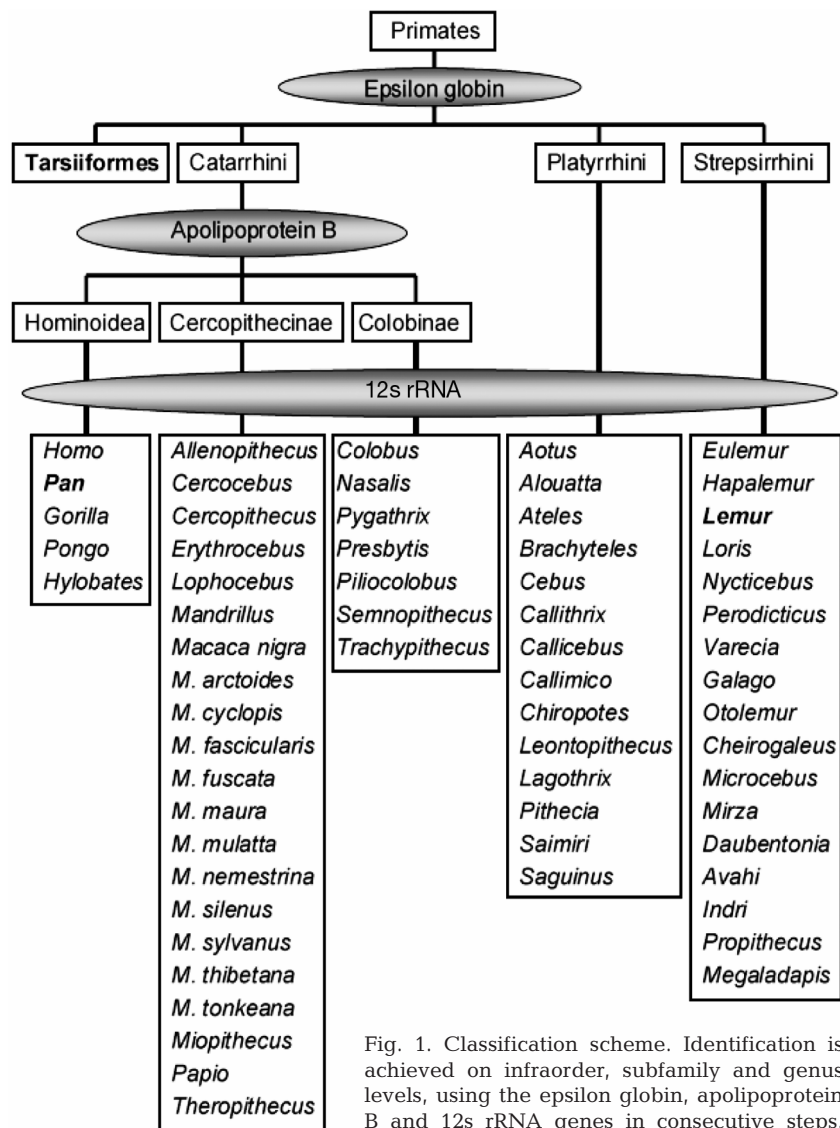 Primates
Epsilon globin
Tarsiiformes
Catarrhini
Platyrrhini
Strepsirrhini
Apolipoprotein B
Hominoidea
Cercopithecinae
Colobinae
12s rRNA
Homo
Pan
Gorilla
Pongo
Hylobates
Allenopithecus
Cercocebus
Cercopithecus
Erythrocebus
Lophocebus
Mandrillus
Macaca nigra
M. arctoides
M. cyclopis
M. fascicularis
M. fuscata
M. maura
M. mulatta
M. nemestrina
M. silenus
M. sylvanus
M. thibetana
M. tonkeana
Miopithecus
Papio
Theropithecus
Colobus
Nasalis
Pygathrix
Presbytis
Piliocolobus
Semnopithecus
Trachypithecus
Aotus
Alouatta
Ateles
Brachyteles
Cebus
Callithrix
Callicebus
Callimico
Chiropotes
Leontopithecus
Lagothrix
Pithecia
Saimiri
Saguinus
Eulemur
Hapalemur
Lemur
Loris
Nycticebus
Perodicticus
Varecia
Galago
Otolemur
Cheirogaleus
Microcebus
Mirza
Daubentonia
Avahi
Indri
Propithecus
Megaladapis
Fig. 1. Classification scheme. Identification is
achieved on infraorder, subfamily and genus
levels, using the epsilon globin, apolipoprotein
B and 12s rRNA genes in consecutive steps.